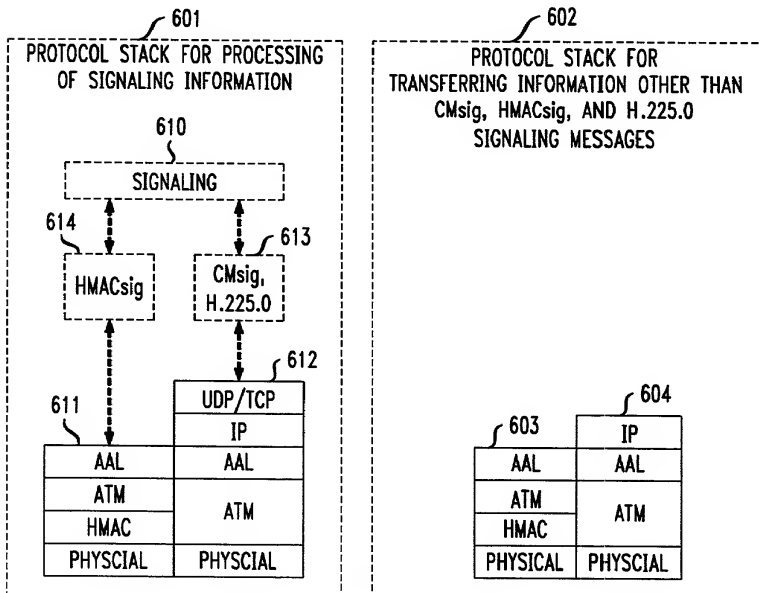 601
PROTOCOL STACK FOR PROCESSING
OF SIGNALING INFORMATION
610
SIGNALING
614
HMACsig
613
CMsig,
H.225.0
612
UDP/TCP
IP
611
AAL
AAL
ATM
ATM
HMAC
PHYSCIAL
PHYSCIAL
602
PROTOCOL STACK FOR
TRANSFERRING INFORMATION OTHER THAN
CMsig, HMACsig, AND H.225.0
SIGNALING MESSAGES
604
603
IP
AAL
AAL
ATM
ATM
HMAC
PHYSICAL
PHYSCIAL